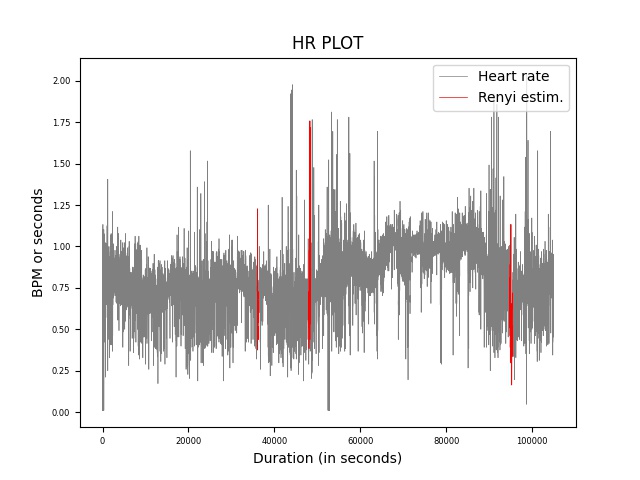 HR PLOT
Heart rate
Renyi estim.
BPM or seconds
2.00
1.75
1.50
1.25
1.00
0.75
0.50
0.25
0.00
0 20000 40000 60000 80000 100000
Duration (in seconds)